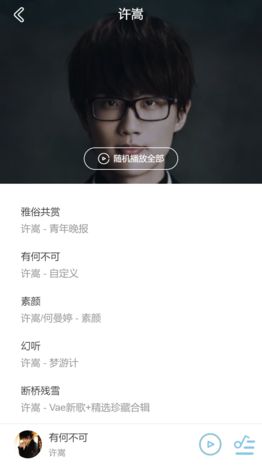 许嵩
随机播放全部
雅俗共赏
许嵩 - 青年晚报
有何不可
许嵩 - 自定义
素颜
许嵩/何曼婷 - 素颜
幻听
许嵩 - 梦游计
断桥残雪
许嵩 - Vae新歌+精选珍藏合辑
有何不可
许嵩